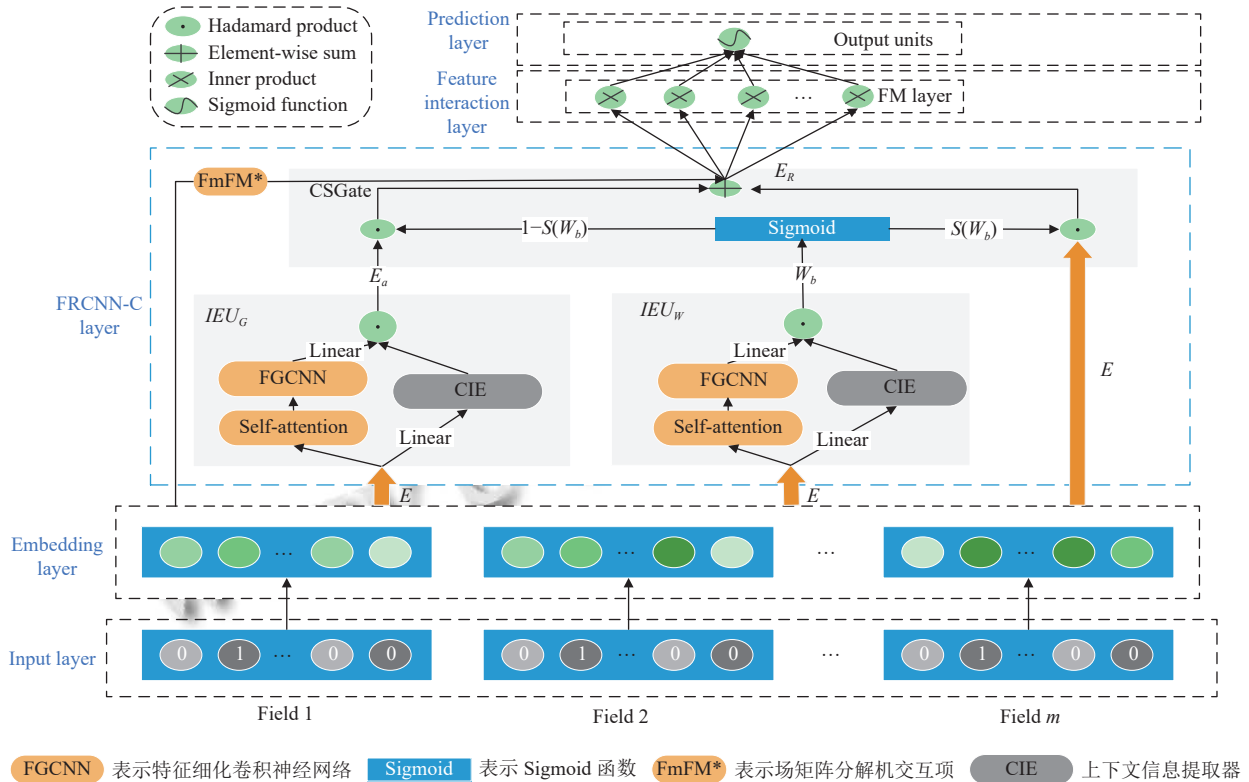 Hadamard product
Element-wise sum
Inner product
Sigmoid function
Prediction
layer
Output units
Feature
interaction
layer
... FM layer
FmFM*
CSGate
E_R
1−S(W_b)
Sigmoid
S(W_b)
E_a
W_b
FRCNN-C
layer
IEU_G
Linear
FGCNN
CIE
Self-attention
Linear
E
IEU_W
Linear
FGCNN
CIE
Self-attention
Linear
E
E
Embedding
layer
... ... ... ...
Input layer
0 1 ... 0 0
0 1 ... 0 0
...
0 1 ... 0 0
Field 1
Field 2
Field m
FGCNN 表示特征细化卷积神经网络 Sigmoid 表示 Sigmoid 函数 FmFM* 表示场矩阵分解机交互项 CIE 上下文信息提取器